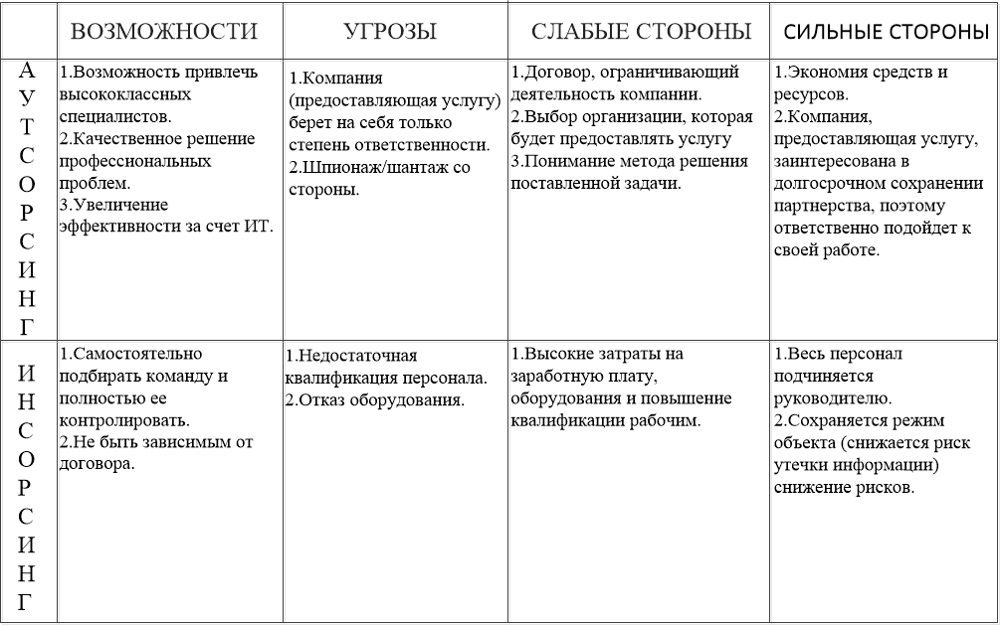 ВОЗМОЖНОСТИ
УГРОЗЫ
СЛАБЫЕ СТОРОНЫ
СИЛЬНЫЕ СТОРОНЫ
АУТСОРСИНГ
1.Возможность привлечь
высококлассных
специалистов.
2.Качественное решение
профессиональных
проблем.
3.Увеличение
эффективности за счет ИТ.
1.Компания
(предоставляющая услугу)
берет на себя только
степень ответственности.
2.Шпионаж/шантаж со
стороны.
1.Договор, ограничивающий
деятельность компании.
2.Выбор организации, которая
будет предоставлять услугу
3.Понимание метода решения
поставленной задачи.
1.Экономия средств и
ресурсов.
2.Компания,
предоставляющая услугу,
заинтересована в
долгосрочном сохранении
партнерства, поэтому
ответственно подойдет к
своей работе.
ИНСОРСИНГ
1.Самостоятельно
подбирать команду и
полностью ее
контролировать.
2.Не быть зависимым от
договора.
1.Недостаточная
квалификация персонала.
2.Отказ оборудования.
1.Высокие затраты на
заработную плату,
оборудования и повышение
квалификации рабочим.
1.Весь персонал
подчиняется
руководителю.
2.Сохраняется режим
объекта (снижается риск
утечки информации)
снижение рисков.